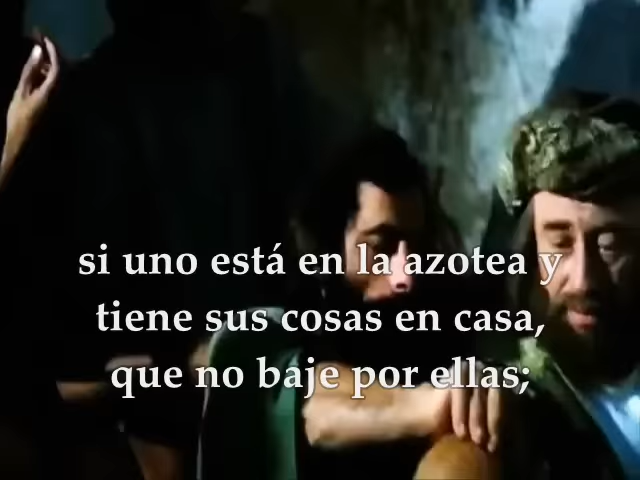 si uno está en la azotea y
tiene sus cosas en casa,
que no baje por ellas;